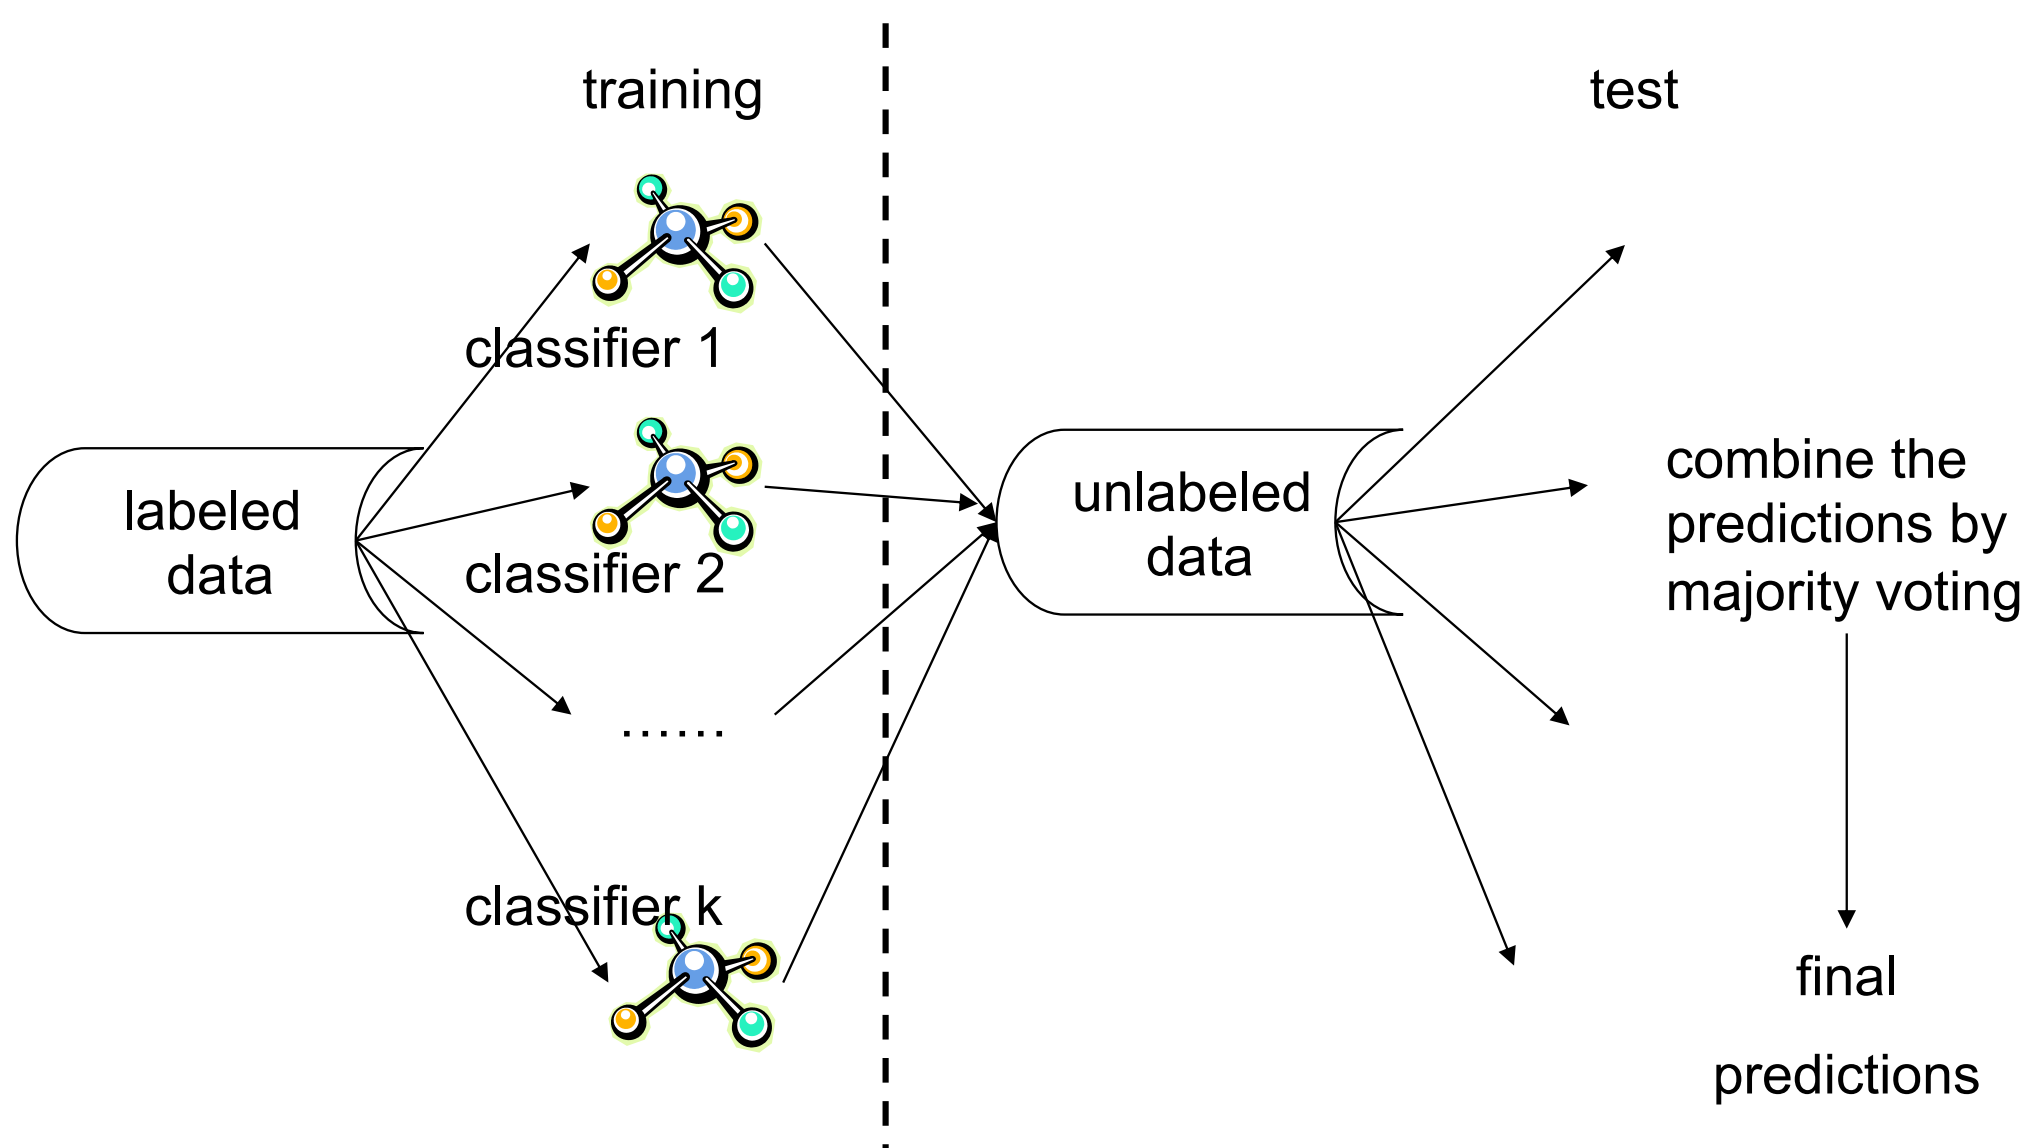 training
test
classifier 1
labeled
data
classifier 2
……
classifier k
unlabeled
data
combine the
predictions by
majority voting
final
predictions